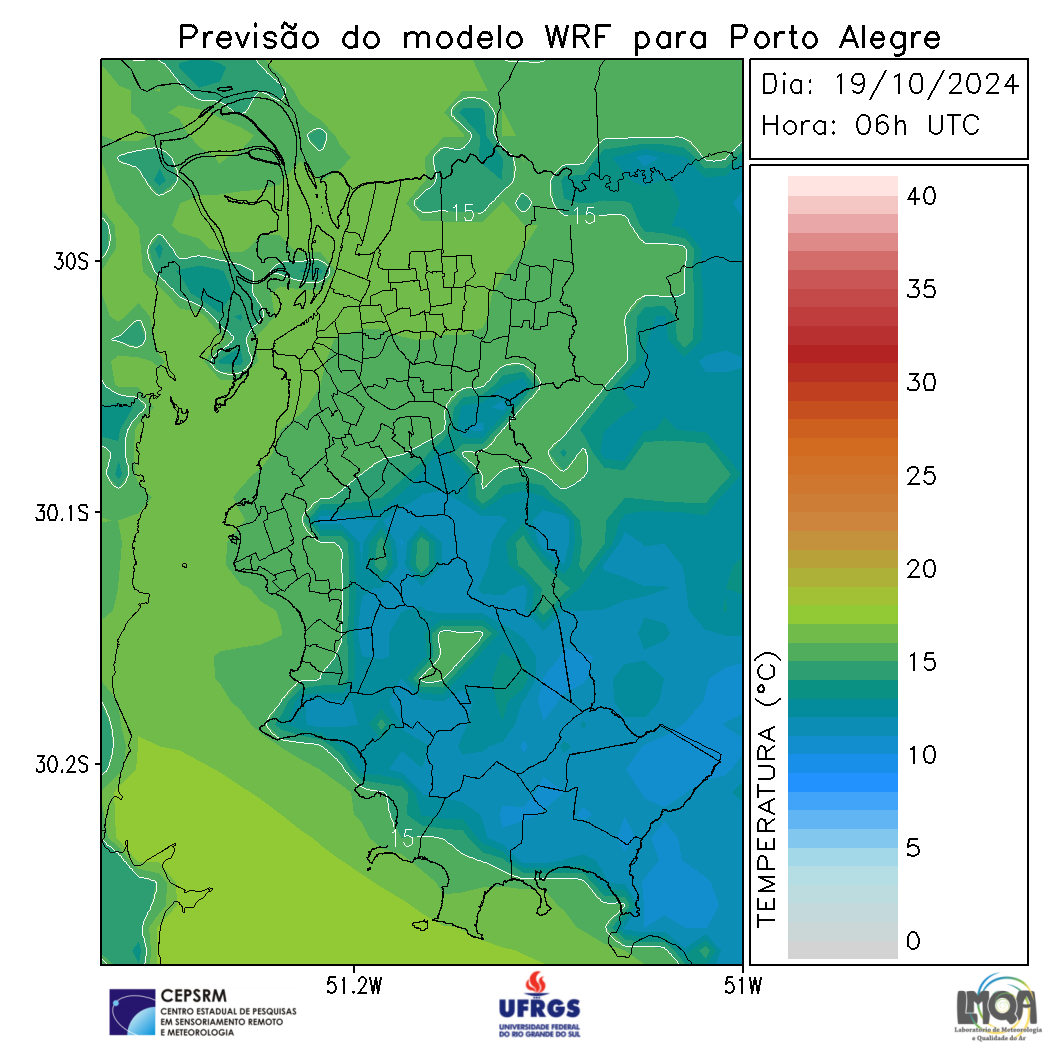 Previsão do modelo WRF para Porto Alegre
Dia: 19/10/2024
Hora: 06h UTC
40
35
30
25
20
15
10
5
0
TEMPERATURA (°C)
30S
30.1S
30.2S
51.2W
51W
15
15
15
CEPSRM
CENTRO ESTADUAL DE PESQUISAS
EM SENSORIAMENTO REMOTO
E METEOROLOGIA
UFRGS
UNIVERSIDADE FEDERAL
DO RIO GRANDE DO SUL
LMQA
Laboratório de Meteorologia
e Qualidade do Ar